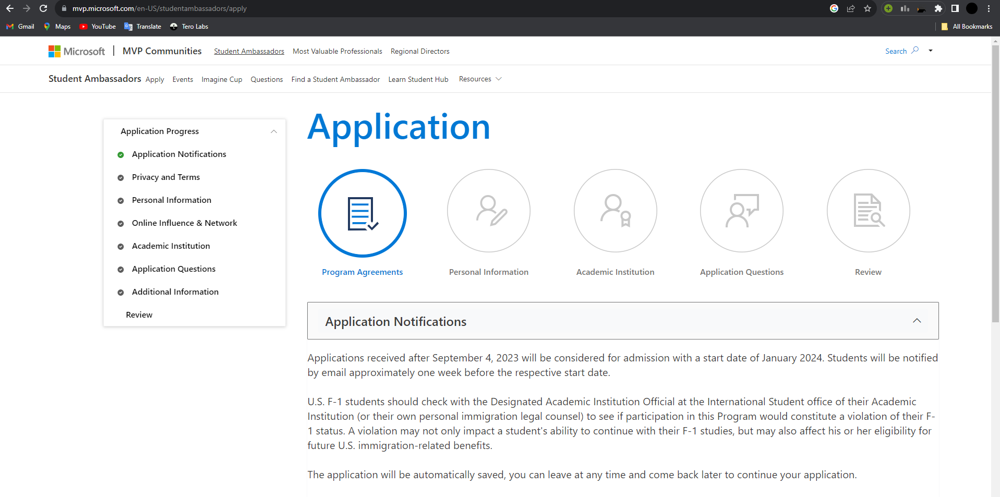 mvp.microsoft.com/en-US/studentambassadors/apply
Gmail Maps YouTube Translate Tero Labs All Bookmarks
Microsoft | MVP Communities Student Ambassadors Most Valuable Professionals Regional Directors Search
Student Ambassadors Apply Events Imagine Cup Questions Find a Student Ambassador Learn Student Hub Resources
Application Progress
Application Notifications
Privacy and Terms
Personal Information
Online Influence & Network
Academic Institution
Application Questions
Additional Information
Review
Application
Program Agreements Personal Information Academic Institution Application Questions Review
Application Notifications
Applications received after September 4, 2023 will be considered for admission with a start date of January 2024. Students will be notified
by email approximately one week before the respective start date.
U.S. F-1 students should check with the Designated Academic Institution Official at the International Student office of their Academic
Institution (or their own personal immigration legal counsel) to see if participation in this Program would constitute a violation of their F-
1 status. A violation may not only impact a student's ability to continue with their F-1 studies, but may also affect his or her eligibility for
future U.S. immigration-related benefits.
The application will be automatically saved, you can leave at any time and come back later to continue your application.